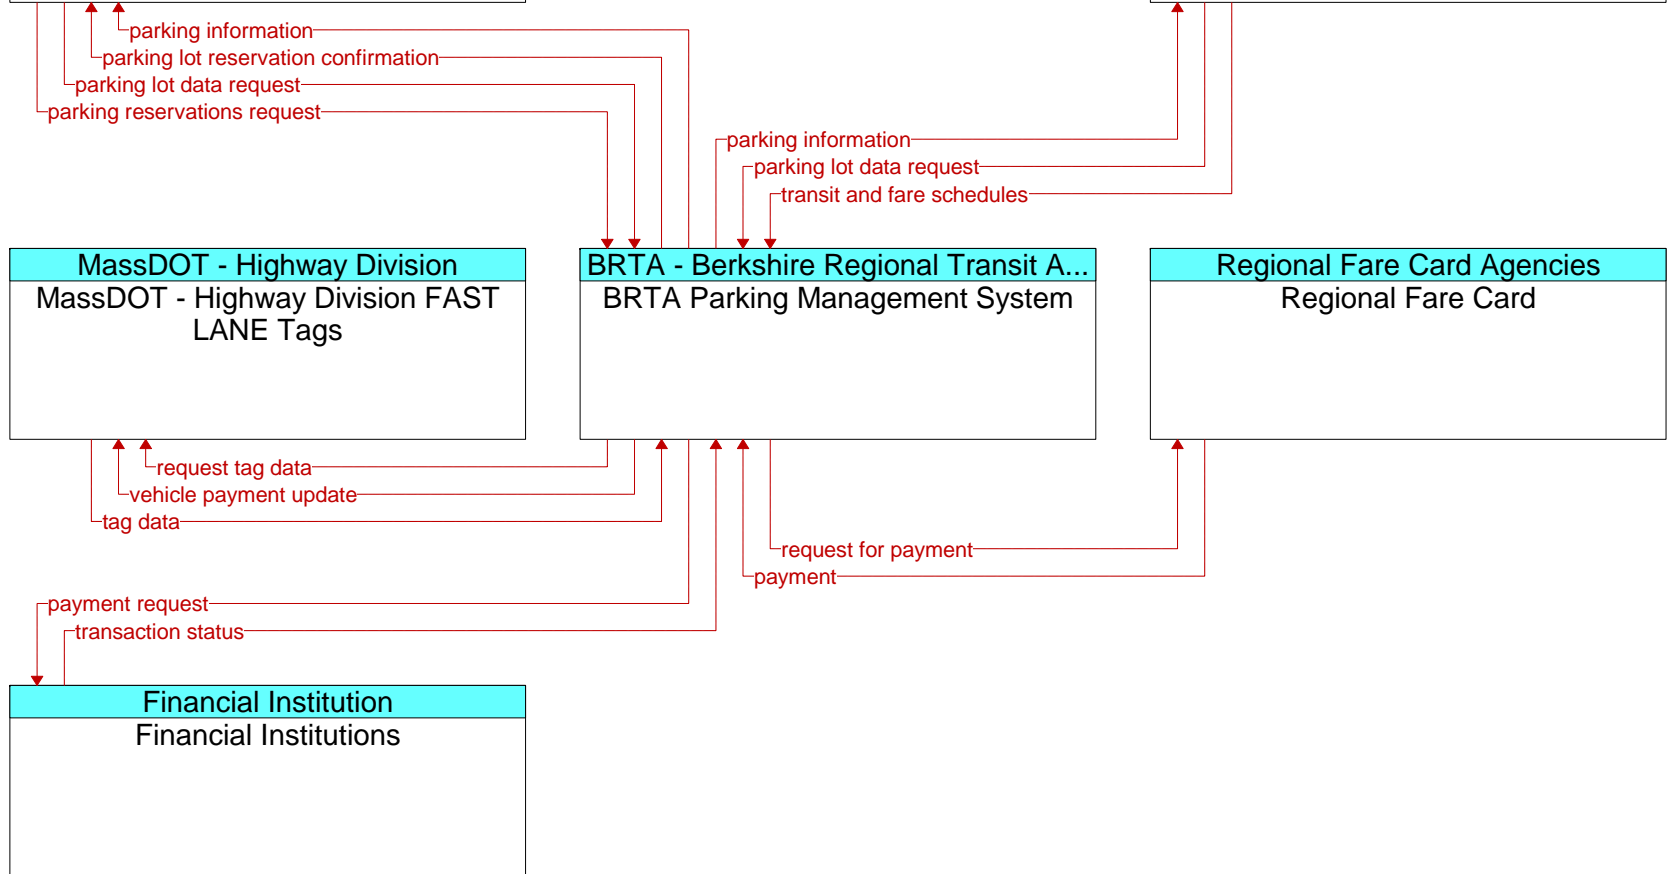 parking information
parking lot reservation confirmation
parking lot data request
parking reservations request
parking information
parking lot data request
transit and fare schedules
MassDOT - Highway Division
MassDOT - Highway Division FAST
LANE Tags
BRTA - Berkshire Regional Transit A...
BRTA Parking Management System
Regional Fare Card Agencies
Regional Fare Card
request tag data
vehicle payment update
tag data
request for payment
payment
payment request
transaction status
Financial Institution
Financial Institutions